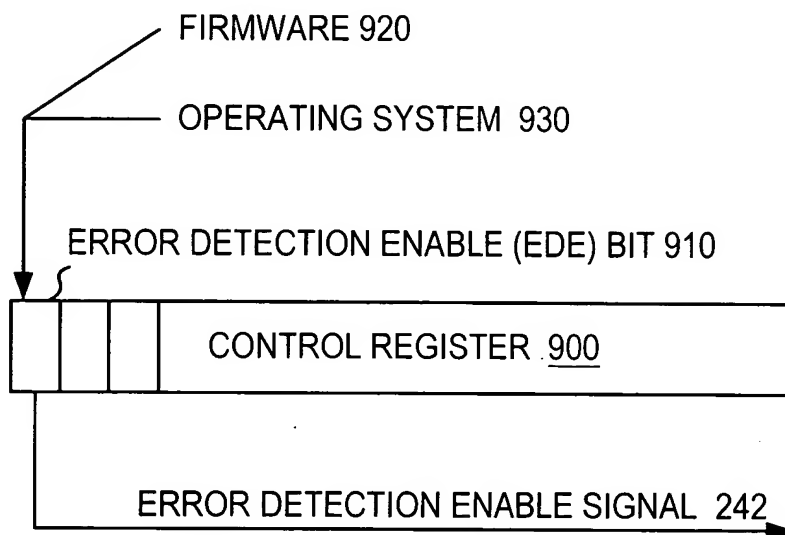 FIRMWARE 920
OPERATING SYSTEM 930
ERROR DETECTION ENABLE (EDE) BIT 910
CONTROL REGISTER 900
ERROR DETECTION ENABLE SIGNAL 242